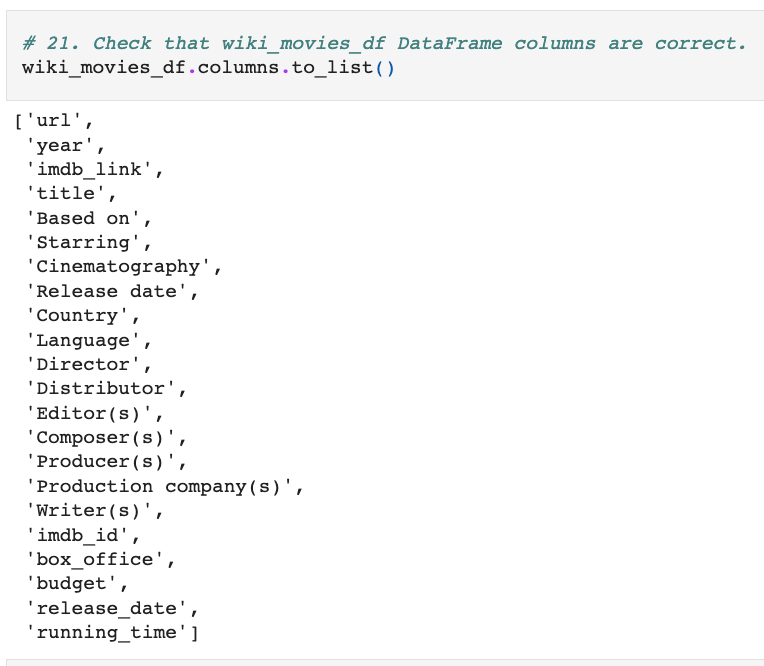 # 21. Check that wiki_movies_df DataFrame columns are correct.
wiki_movies_df.columns.to_list()
['url',
'year',
'imdb_link',
'title',
'Based on',
'Starring',
'Cinematography',
'Release date',
'Country',
'Language',
'Director',
'Distributor',
'Editor(s)',
'Composer(s)',
'Producer(s)',
'Production company(s)',
'Writer(s)',
'imdb_id',
'box_office',
'budget',
'release_date',
'running_time']